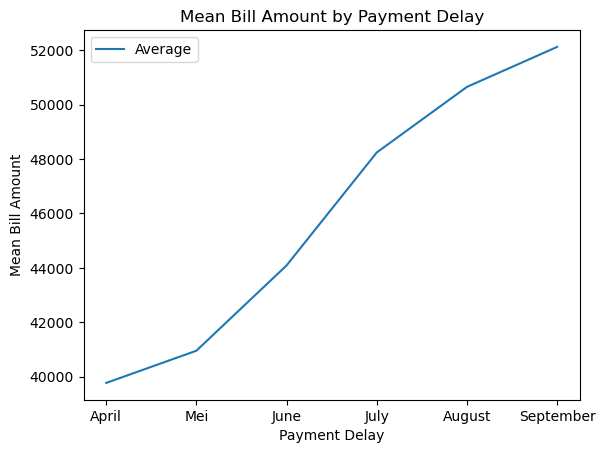 Mean Bill Amount by Payment Delay
Average
Mean Bill Amount
52000
50000
48000
46000
44000
42000
40000
April Mei June July August September
Payment Delay